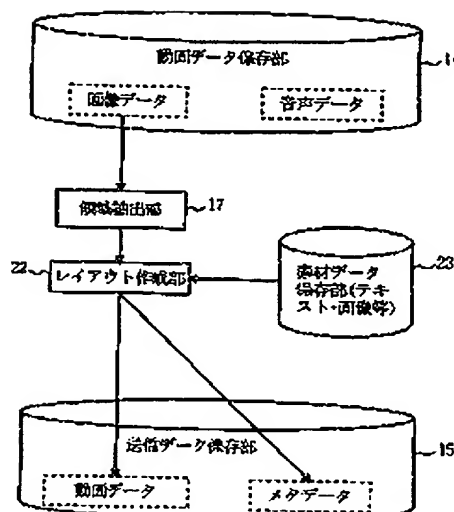 動画データ保存部
画像データ
音声データ
領域抽出部
17
22
レイアウト作成部
素材データ
保存部(テキ
スト・画像等)
23
送信データ保存部
15
動画データ
メタデータ